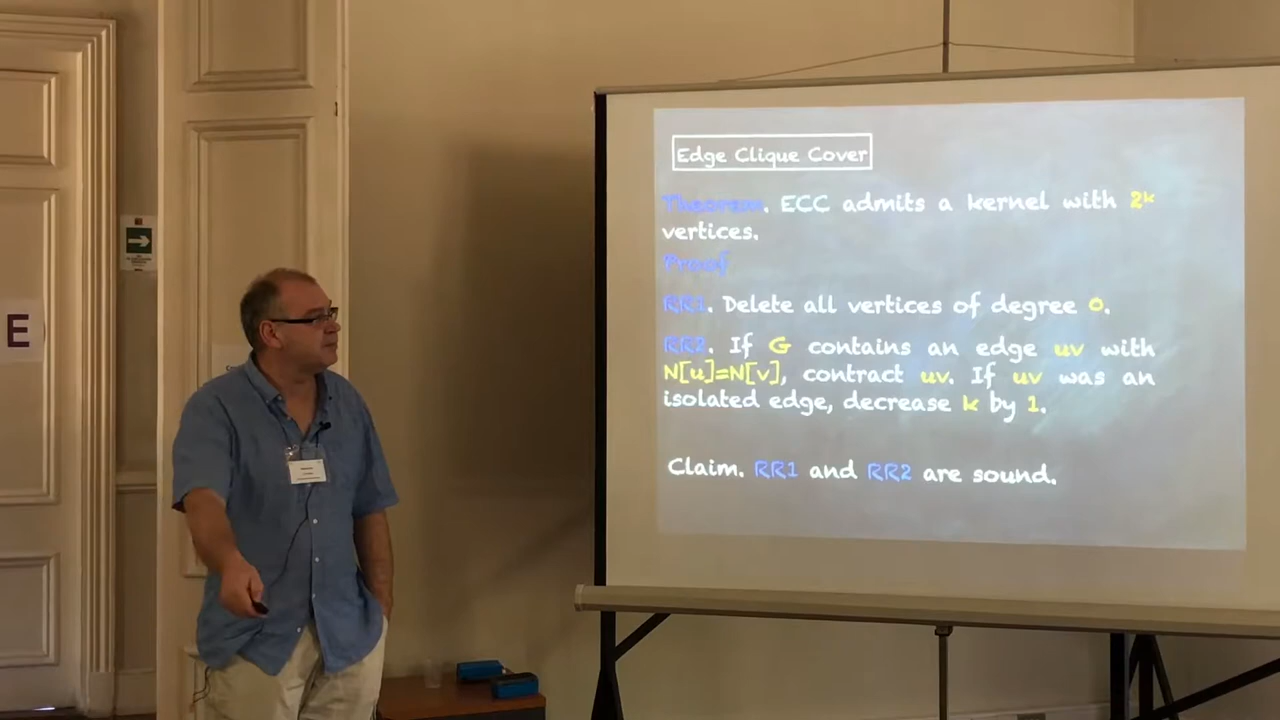 E
Edge Clique Cover
Theorem. ECC admits a kernel with 2^k
vertices.
Proof
RR1. Delete all vertices of degree 0.
RR2. If G contains an edge uv with
N[u]=N[v], contract uv. If uv was an
isolated edge, decrease k by 1.
Claim. RR1 and RR2 are sound.